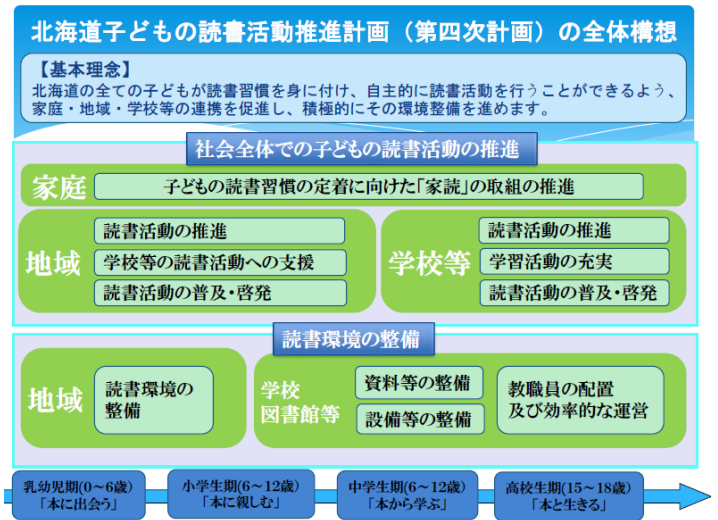 北海道子どもの読書活動推進計画（第四次計画）の全体構想
【基本理念】
北海道の全ての子どもが読書習慣を身に付け、自主的に読書活動を行うことができるよう、
家庭・地域・学校等の連携を促進し、積極的にその環境整備を進めます。
社会全体での子どもの読書活動の推進
家庭
子どもの読書習慣の定着に向けた「家読」の取組の推進
地域
読書活動の推進
学校等の読書活動への支援
読書活動の普及・啓発
学校等
読書活動の推進
学習活動の充実
読書活動の普及・啓発
読書環境の整備
地域
読書環境の
整備
学校
図書館等
資料等の整備
設備等の整備
教職員の配置
及び効率的な運営
乳幼児期(0～6歳)
「本に出会う」
小学生期(6～12歳)
「本に親しむ」
中学生期(6～12歳)
「本から学ぶ」
高校生期(15～18歳)
「本と生きる」